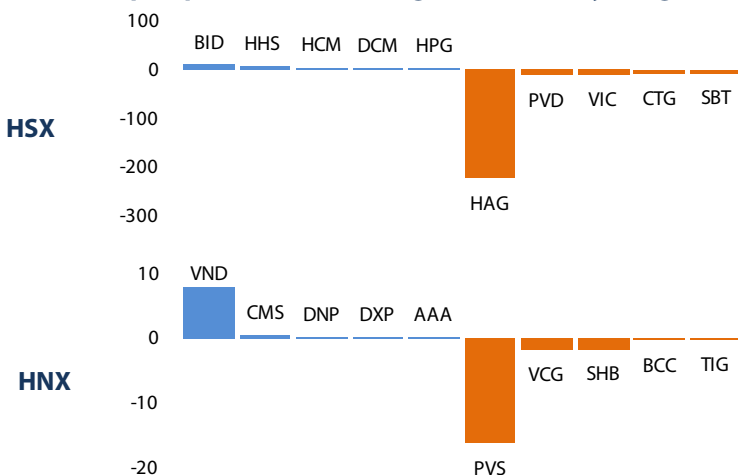 100
BID HHS HCM DCM HPG
0
PVD VIC CTG SBT
-100
HSX
-200
HAG
-300
10
VND
CMS DNP DXP AAA
0
VCG SHB BCC TIG
HNX
-10
-20
PVS